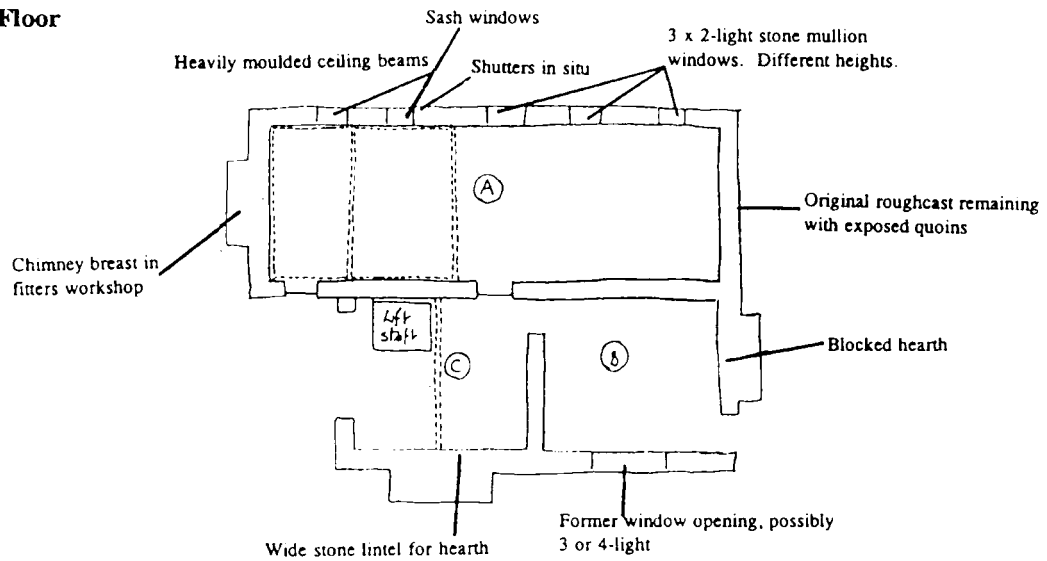 Floor
Sash windows
Heavily moulded ceiling beams
Shutters in situ
3 x 2-light stone mullion
windows. Different heights.
A
Original roughcast remaining
with exposed quoins
Chimney breast in
fitters workshop
Lift
shaft
C
B
Blocked hearth
Wide stone lintel for hearth
Former window opening, possibly
3 or 4-light